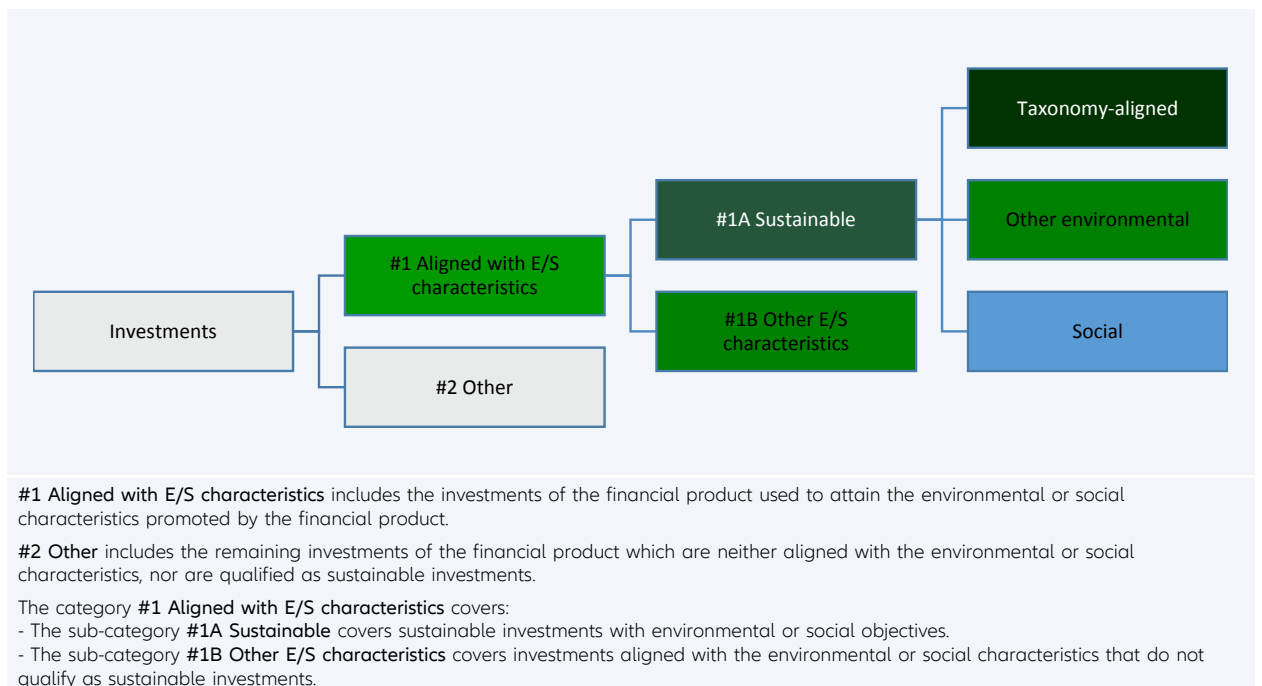 Taxonomy-aligned
#1A Sustainable
Other environmental
#1 Aligned with E/S
characteristics
#1B Other E/S
characteristics
Investments
Social
#2 Other
#1 Aligned with E/S characteristics includes the investments of the financial product used to attain the environmental or social
characteristics promoted by the financial product.
#2 Other includes the remaining investments of the financial product which are neither aligned with the environmental or social
characteristics, nor are qualified as sustainable investments.
The category #1 Aligned with E/S characteristics covers:
- The sub-category #1A Sustainable covers sustainable investments with environmental or social objectives.
- The sub-category #1B Other E/S characteristics covers investments aligned with the environmental or social characteristics that do not
qualify as sustainable investments.